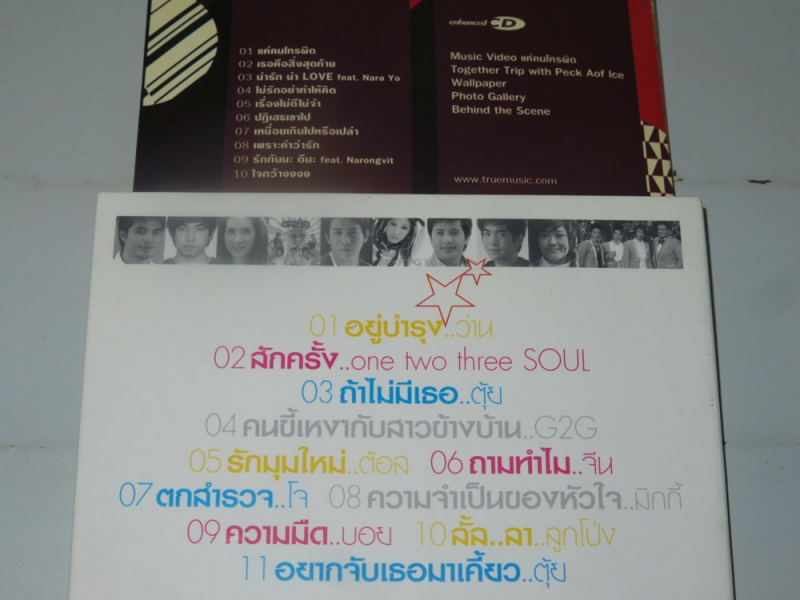 enhanced CD
01 แค่คนโทรผิด
02 เธอคือสิ่งสุดท้าย
03 น่ารัก น่า LOVE feat. Nara Yo
04 ไม่รักอย่าทำให้คิด
05 เรื่องไม่ดีไม่จำ
06 ปฏิเสธเขาไป
07 เหนื่อยเกินไปหรือเปล่า
08 เพราะคำว่ารัก
09 รักกันนะ ดีนะ feat. Narongvit
10 ใจกว้างงงง
Music Video แค่คนโทรผิด
Together Trip with Peck Aof Ice
Wallpaper
Photo Gallery
Behind the Scene
www.truemusic.com
01 อยู่บำรุง..ว่าน
02 สักครั้ง..one two three SOUL
03 ถ้าไม่มีเธอ..ตุ้ย
04 คนขี้เหงากับสาวข้างบ้าน..G2G
05 รักมุมใหม่..ต้อล 06 ถามทำไม..จีน
07 ตกสำรวจ..โจ 08 ความจำเป็นของหัวใจ..มิกกี้
09 ความมืด..บอย 10 ลั้ล..ลา..ลูกโป่ง
11 อยากจับเธอมาเคี้ยว..ตุ้ย